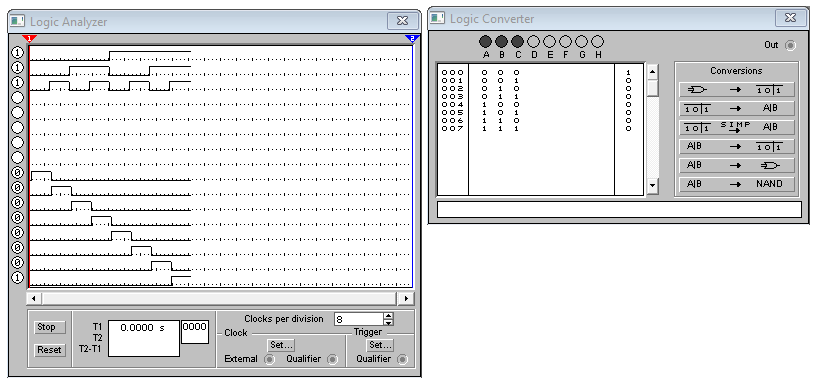 Logic Analyzer
1
2
1
1
1
0
0
0
0
0
0
0
1
Stop
Reset
T1
T2
T2-T1
0.0000 s
0000
Clocks per division
8
Clock
Set...
External
Qualifier
Trigger
Set...
Qualifier
Logic Converter
Out
A B C D E F G H
000 0 0 0 1
001 0 0 1 0
002 0 1 0 0
003 0 1 1 0
004 1 0 0 0
005 1 0 1 0
006 1 1 0 0
007 1 1 1 0
Conversions
→ 1 0 1
1 0 1 → A|B
1 0 1 SIMP → A|B
A|B → 1 0 1
A|B →
A|B → NAND